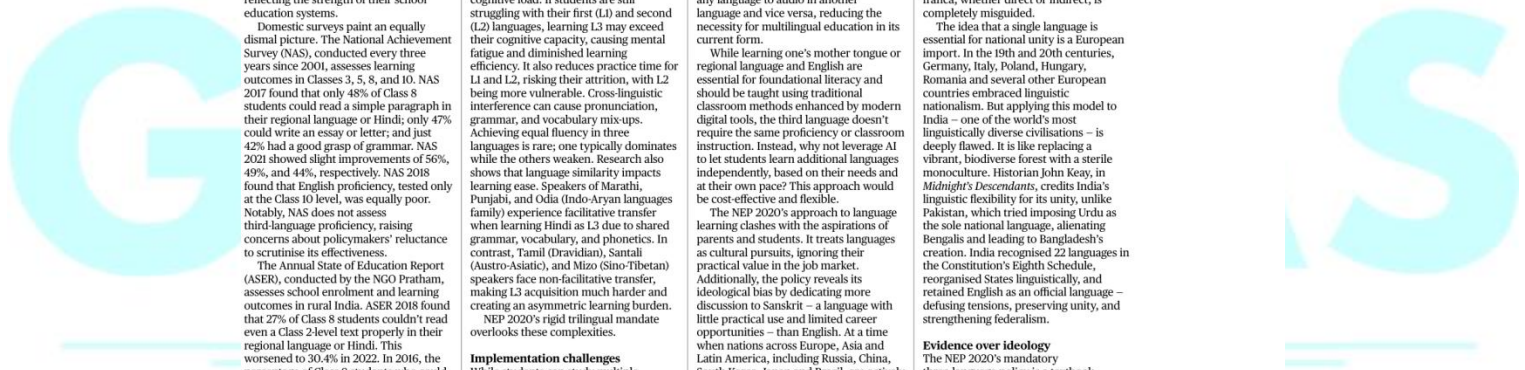 reflecting the strength of their school
education systems.
Domestic surveys paint an equally
dismal picture. The National Achievement
Survey (NAS), conducted every three
years since 2001, assesses learning
outcomes in Classes 3, 5, 8, and 10. NAS
2017 found that only 48% of Class 8
students could read a simple paragraph in
their regional language or Hindi; only 47%
could write an essay or letter; and just
42% had a good grasp of grammar. NAS
2021 showed slight improvements of 56%,
49%, and 44%, respectively. NAS 2018
found that English proficiency, tested only
at the Class 10 level, was equally poor.
Notably, NAS does not assess
third-language proficiency, raising
concerns about policymakers' reluctance
to scrutinise its effectiveness.
The Annual State of Education Report
(ASER), conducted by the NGO Pratham,
assesses school enrolment and learning
outcomes in rural India. ASER 2018 found
that 27% of Class 8 students couldn't read
even a Class 2-level text properly in their
regional language or Hindi. This
worsened to 30.4% in 2022. In 2016, the
cognitive load. If students are still
struggling with their first (L1) and second
(L2) languages, learning L3 may exceed
their cognitive capacity, causing mental
fatigue and diminished learning
efficiency. It also reduces practice time for
L1 and L2, risking their attrition, with L2
being more vulnerable. Cross-linguistic
interference can cause pronunciation,
grammar, and vocabulary mix-ups.
Achieving equal fluency in three
languages is rare; one typically dominates
while the others weaken. Research also
shows that language similarity impacts
learning ease. Speakers of Marathi,
Punjabi, and Odia (Indo-Aryan languages
family) experience facilitative transfer
when learning Hindi as L3 due to shared
grammar, vocabulary, and phonetics. In
contrast, Tamil (Dravidian), Santali
(Austro-Asiatic), and Mizo (Sino-Tibetan)
speakers face non-facilitative transfer,
making L3 acquisition much harder and
creating an asymmetric learning burden.
NEP 2020's rigid trilingual mandate
overlooks these complexities.
Implementation challenges
any language to audio in another
language and vice versa, reducing the
necessity for multilingual education in its
current form.
While learning one's mother tongue or
regional language and English are
essential for foundational literacy and
should be taught using traditional
classroom methods enhanced by modern
digital tools, the third language doesn't
require the same proficiency or classroom
instruction. Instead, why not leverage AI
to let students learn additional languages
independently, based on their needs and
at their own pace? This approach would
be cost-effective and flexible.
The NEP 2020's approach to language
learning clashes with the aspirations of
parents and students. It treats languages
as cultural pursuits, ignoring their
practical value in the job market.
Additionally, the policy reveals its
ideological bias by dedicating more
discussion to Sanskrit – a language with
little practical use and limited career
opportunities – than English. At a time
when nations across Europe, Asia and
Latin America, including Russia, China,
franca, whether direct or indirect, is
completely misguided.
The idea that a single language is
essential for national unity is a European
import. In the 19th and 20th centuries,
Germany, Italy, Poland, Hungary,
Romania and several other European
countries embraced linguistic
nationalism. But applying this model to
India – one of the world's most
linguistically diverse civilisations – is
deeply flawed. It is like replacing a
vibrant, biodiverse forest with a sterile
monoculture. Historian John Keay, in
Midnight's Descendants, credits India's
linguistic flexibility for its unity, unlike
Pakistan, which tried imposing Urdu as
the sole national language, alienating
Bengalis and leading to Bangladesh's
creation. India recognised 22 languages in
the Constitution's Eighth Schedule,
reorganised States linguistically, and
retained English as an official language –
defusing tensions, preserving unity, and
strengthening federalism.
Evidence over ideology
The NEP 2020's mandatory
G
AS